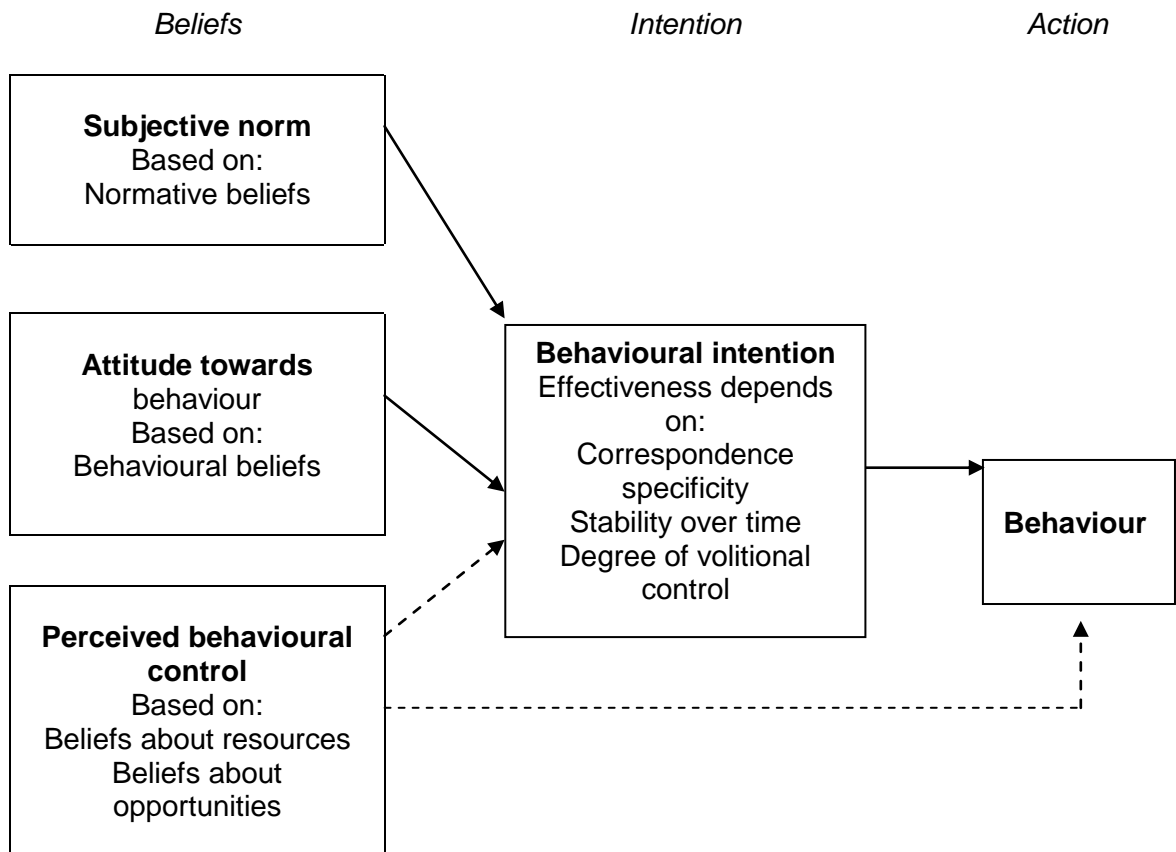 Beliefs
Intention
Action
Subjective norm
Based on:
Normative beliefs
Attitude towards
behaviour
Based on:
Behavioural beliefs
Perceived behavioural
control
Based on:
Beliefs about resources
Beliefs about
opportunities
Behavioural intention
Effectiveness depends
on:
Correspondence
specificity
Stability over time
Degree of volitional
control
Behaviour